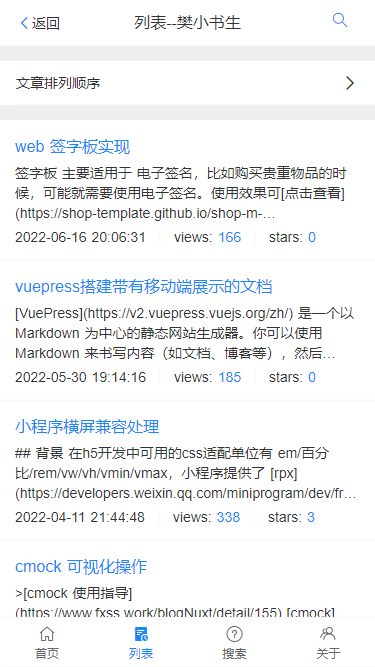 返回
列表--樊小书生
文章排列顺序
web 签字板实现
签字板 主要适用于 电子签名，比如购买贵重物品的时
候，可能就需要使用电子签名。使用效果可[点击查看]
(https://shop-template.github.io/shop-m-…
2022-06-16 20:06:31 views: 166 stars: 0
vuepress搭建带有移动端展示的文档
[VuePress](https://v2.vuepress.vuejs.org/zh/) 是一个以
Markdown 为中心的静态网站生成器。你可以使用
Markdown 来书写内容（如文档、博客等），然后…
2022-05-30 19:14:16 views: 185 stars: 0
小程序横屏兼容处理
## 背景 在h5开发中可用的css适配单位有 em/百分
比/rem/vw/vh/vmin/vmax，小程序提供了 [rpx]
(https://developers.weixin.qq.com/miniprogram/dev/fr…
2022-04-11 21:44:48 views: 338 stars: 3
cmock 可视化操作
>[cmock 使用指导]
(https://www.fxss.work/blogNuxt/detail/155) [cmock]
首页 列表 搜索 关于